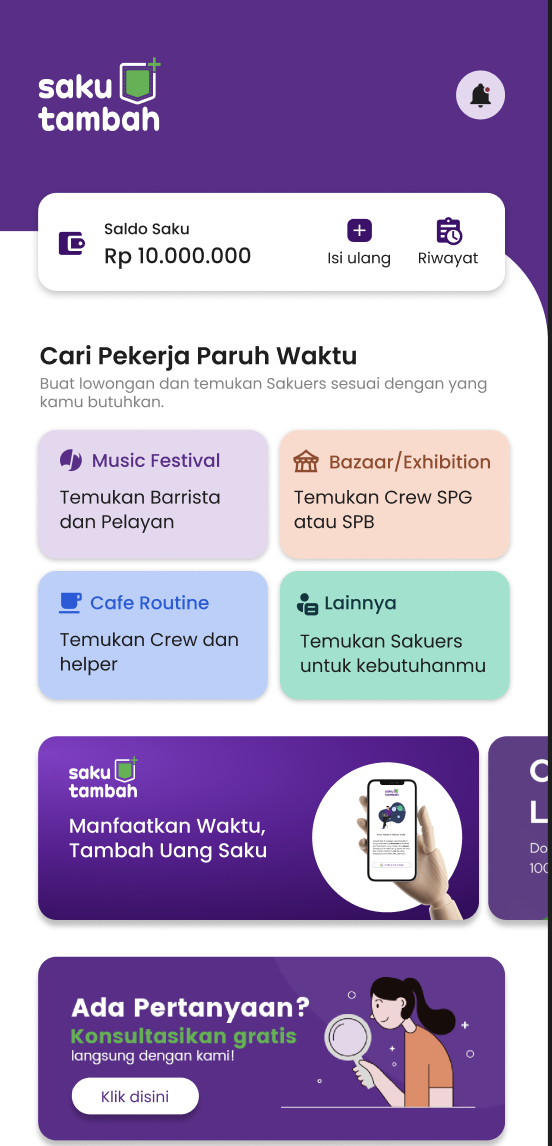 saku
tambah
Saldo Saku
Rp 10.000.000
Isi ulang
Riwayat
Cari Pekerja Paruh Waktu
Buat lowongan dan temukan Sakuers sesuai dengan yang
kamu butuhkan.
Music Festival
Temukan Barrista
dan Pelayan
Bazaar/Exhibition
Temukan Crew SPG
atau SPB
Cafe Routine
Temukan Crew dan
helper
Lainnya
Temukan Sakuers
untuk kebutuhanmu
saku
tambah
Manfaatkan Waktu,
Tambah Uang Saku
saku
tambah
Do
100
Ada Pertanyaan?
Konsultasikan gratis
langsung dengan kami!
Klik disini